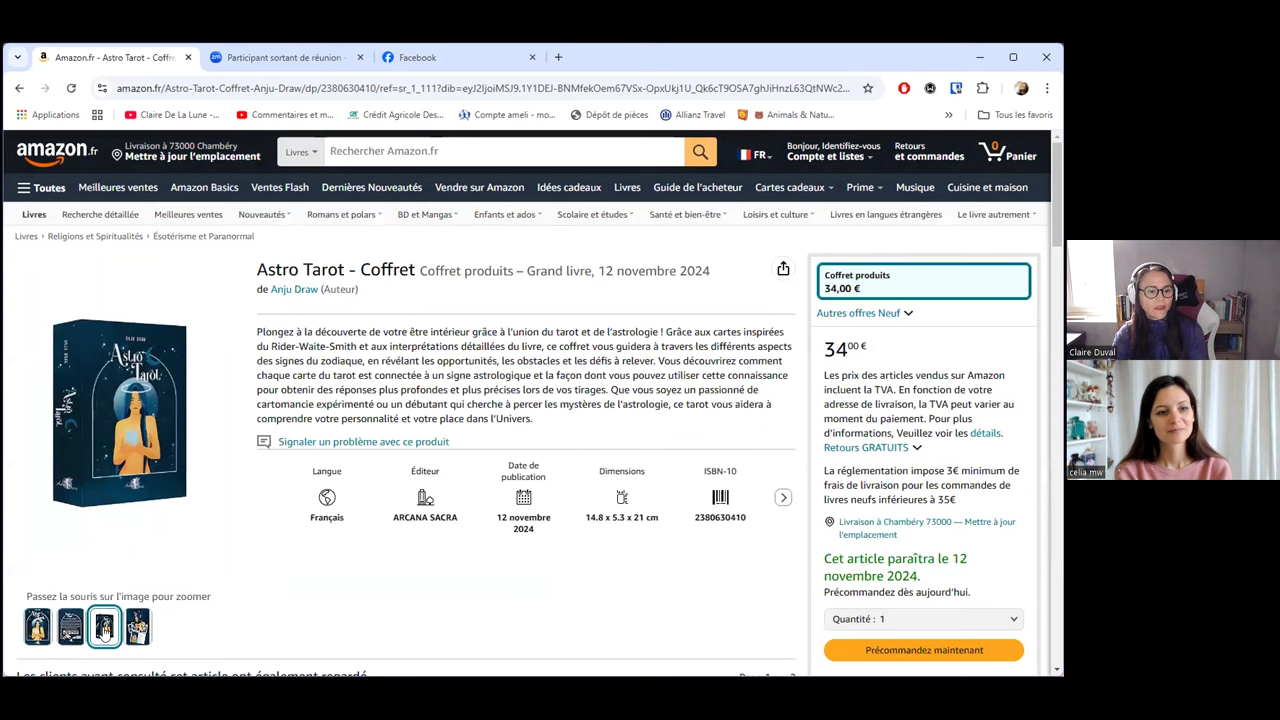 Amazon.fr - Astro Tarot - Coffre
Participant sortant de réunion -
Facebook
amazon.fr/Astro-Tarot-Coffret-Anju-Draw/dp/2380630410/ref=sr_1_111?dib=eyJ2IjoiMSJ9.1Y1DEJ-BNMfekOem67VSx-OpxUkj1U_Qk6cT9OSA7ghJiHnzL63QtNWc2...
Applications
Claire De La Lune - ...
Commentaires et m...
Crédit Agricole Des...
Compte ameli - mo...
Dépôt de pièces
Allianz Travel
Animals & Natu...
»
Tous les favoris
amazon.fr
Livraison à 73000 Chambéry
Mettre à jour l'emplacement
Livres
Rechercher Amazon.fr
FR
Bonjour, Identifiez-vous
Compte et listes
Retours
et commandes
0
Panier
Toutes
Meilleures ventes
Amazon Basics
Ventes Flash
Dernières Nouveautés
Vendre sur Amazon
Idées cadeaux
Livres
Guide de l'acheteur
Cartes cadeaux
Prime
Musique
Cuisine et maison
Livres
Recherche détaillée
Meilleures ventes
Nouveautés
Romans et polars
BD et Mangas
Enfants et ados
Scolaire et études
Santé et bien-être
Loisirs et culture
Livres en langues étrangères
Le livre autrement
Livres › Religions et Spiritualités › Ésotérisme et Paranormal
Astro Tarot - Coffret Coffret produits – Grand livre, 12 novembre 2024
de Anju Draw (Auteur)
Plongez à la découverte de votre être intérieur grâce à l'union du tarot et de l'astrologie ! Grâce aux cartes inspirées
du Rider-Waite-Smith et aux interprétations détaillées du livre, ce coffret vous guidera à travers les différents aspects
des signes du zodiaque, en révélant les opportunités, les obstacles et les défis à relever. Vous découvrirez comment
chaque carte du tarot est connectée à un signe astrologique et la façon dont vous pouvez utiliser cette connaissance
pour obtenir des réponses plus profondes et plus précises lors de vos tirages. Que vous soyez un passionné de
cartomancie expérimenté ou un débutant qui cherche à percer les mystères de l'astrologie, ce tarot vous aidera à
comprendre votre personnalité et votre place dans l'Univers.
Signaler un problème avec ce produit
Langue
Français
Éditeur
ARCANA SACRA
Date de
publication
12 novembre
2024
Dimensions
14.8 x 5.3 x 21 cm
ISBN-10
2380630410
Astro
Tarot
Astro
Tarot
Passez la souris sur l'image pour zoomer
Les clients ayant consulté cet article ont également regardé
Coffret produits
34,00 €
Autres offres Neuf
3400 €
Les prix des articles vendus sur Amazon
incluent la TVA. En fonction de votre
adresse de livraison, la TVA peut varier au
moment du paiement. Pour plus
d'informations, Veuillez voir les détails.
Retours GRATUITS
La réglementation impose 3€ minimum de
frais de livraison pour les commandes de
livres neufs inférieures à 35€
Livraison à Chambéry 73000 — Mettre à jour
l'emplacement
Cet article paraîtra le 12
novembre 2024.
Précommandez dès aujourd'hui.
Quantité : 1
Précommandez maintenant
Claire Duval
celia mw